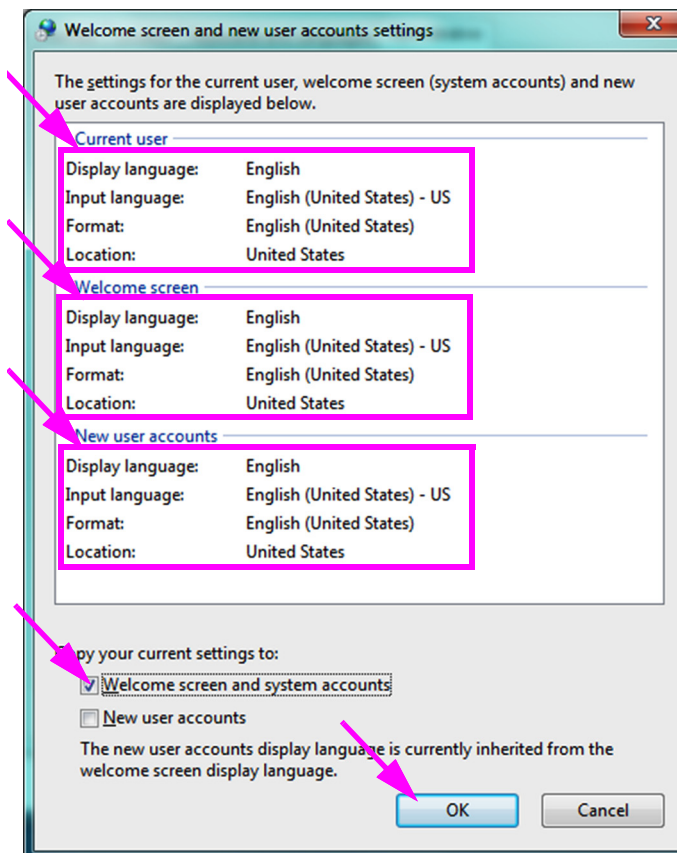 Welcome screen and new user accounts settings
The settings for the current user, welcome screen (system accounts) and new
user accounts are displayed below.
Current user
Display language: English
Input language: English (United States) - US
Format: English (United States)
Location: United States
Welcome screen
Display language: English
Input language: English (United States) - US
Format: English (United States)
Location: United States
New user accounts
Display language: English
Input language: English (United States) - US
Format: English (United States)
Location: United States
Copy your current settings to:
Welcome screen and system accounts
New user accounts
The new user accounts display language is currently inherited from the
welcome screen display language.
OK Cancel